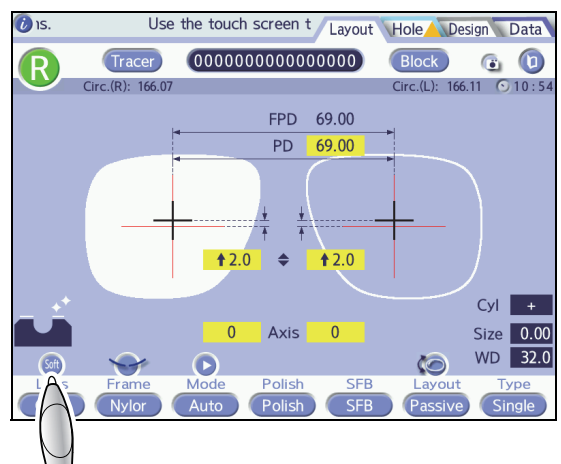 ns. Use the touch screen t Layout Hole Design Data
R Tracer 0000000000000000 Block
Circ.(R): 166.07 Circ.(L): 166.11 10:54
FPD 69.00
PD 69.00
2.0 2.0
Cyl +
0 Axis 0 Size 0.00
WD 32.0
Soft
Frame Mode Polish SFB Layout Type
Nylor Auto Polish SFB Passive Single